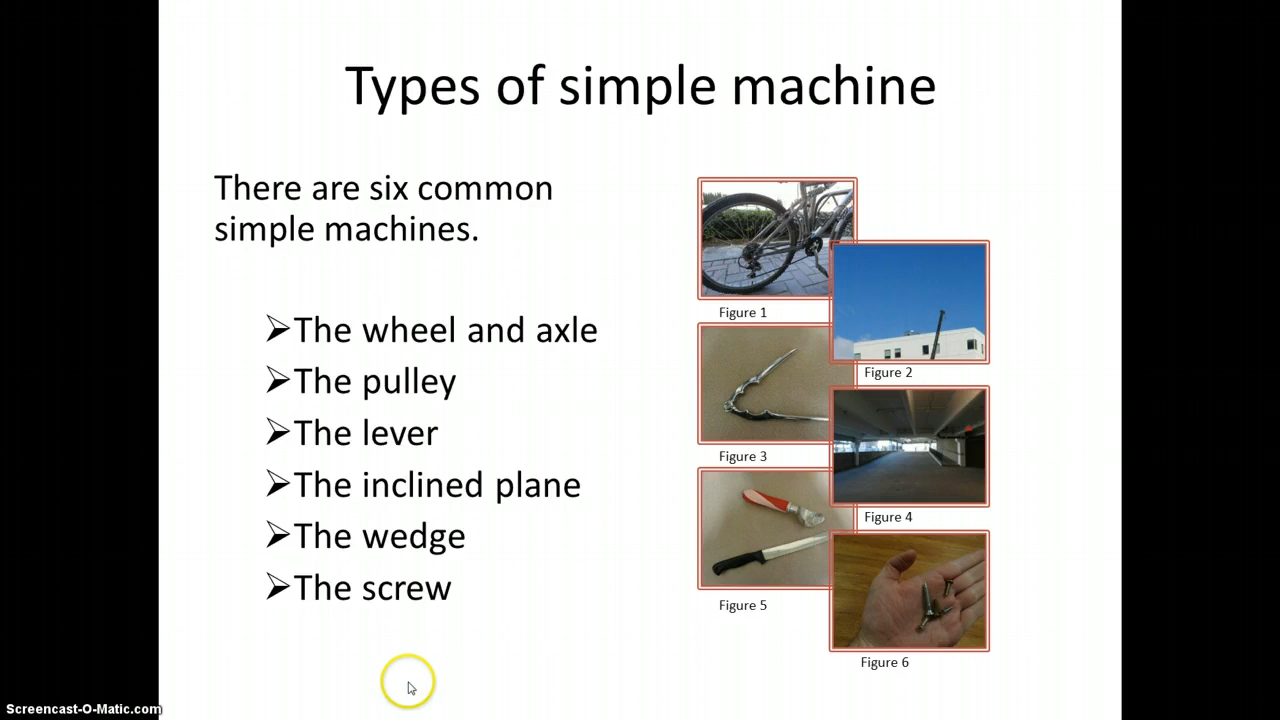 Types of simple machine
There are six common
simple machines.
➢The wheel and axle
➢The pulley
➢The lever
➢The inclined plane
➢The wedge
➢The screw
Figure 1
Figure 2
Figure 3
Figure 4
Figure 5
Figure 6
Screencast-O-Matic.com